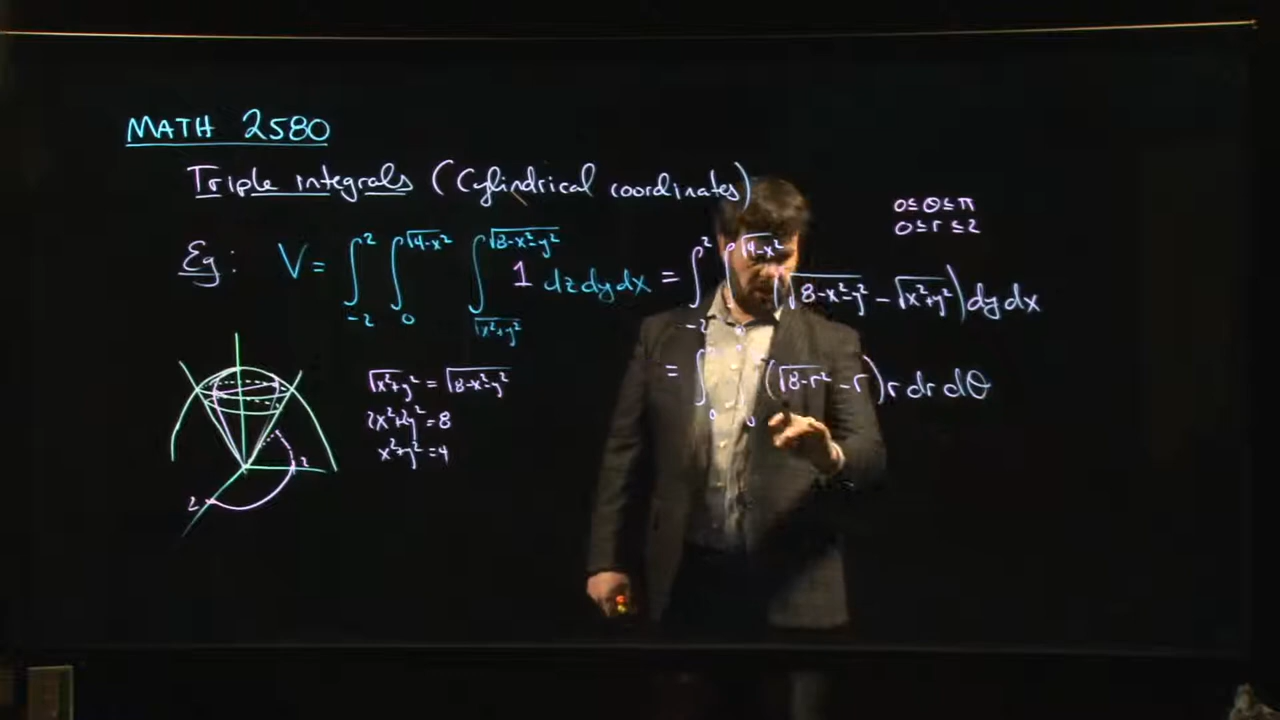 MATH 2580
Triple integrals (Cylindrical coordinates)
0 ≤ θ ≤ π
0 ≤ r ≤ 2
Eg: V = ∫_{-2}^{2} ∫_{0}^{√(4-x²)} ∫_{√(x²+y²)}^{√(8-x²-y²)} 1 dz dy dx = ∫_{-2}^{2} ∫_{0}^{√(4-x²)} (√(8-x²-y²) - √(x²+y²)) dy dx
√(x²+y²) = √(8-x²-y²)
= ∫_{0} ∫_{0} (√(8-r²) - r) r dr dθ
2x²+2y² = 8
x²+y² = 4
2
2